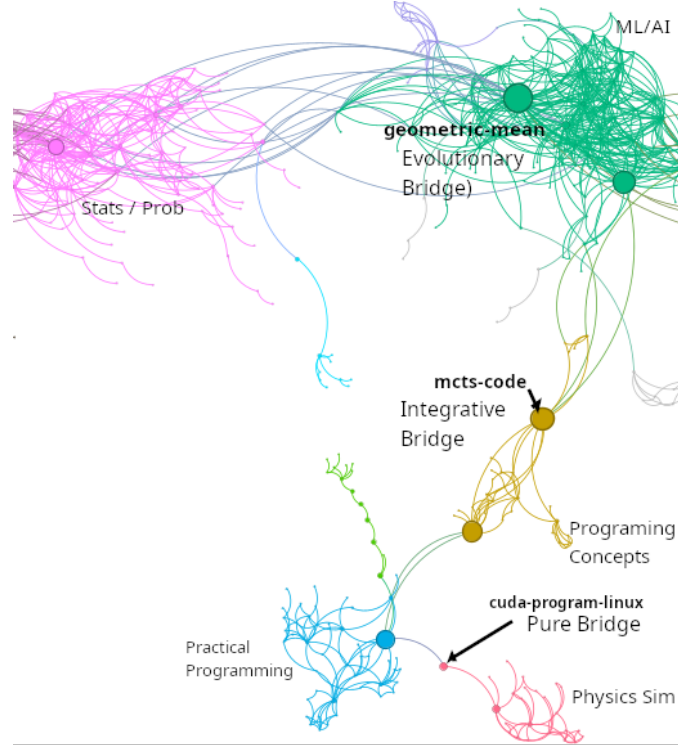 ML/AI
geometric-mean
Evolutionary
Bridge)
Stats / Prob
mcts-code
Integrative
Bridge
Programing
Concepts
cuda-program-linux
Pure Bridge
Practical
Programming
Physics Sim